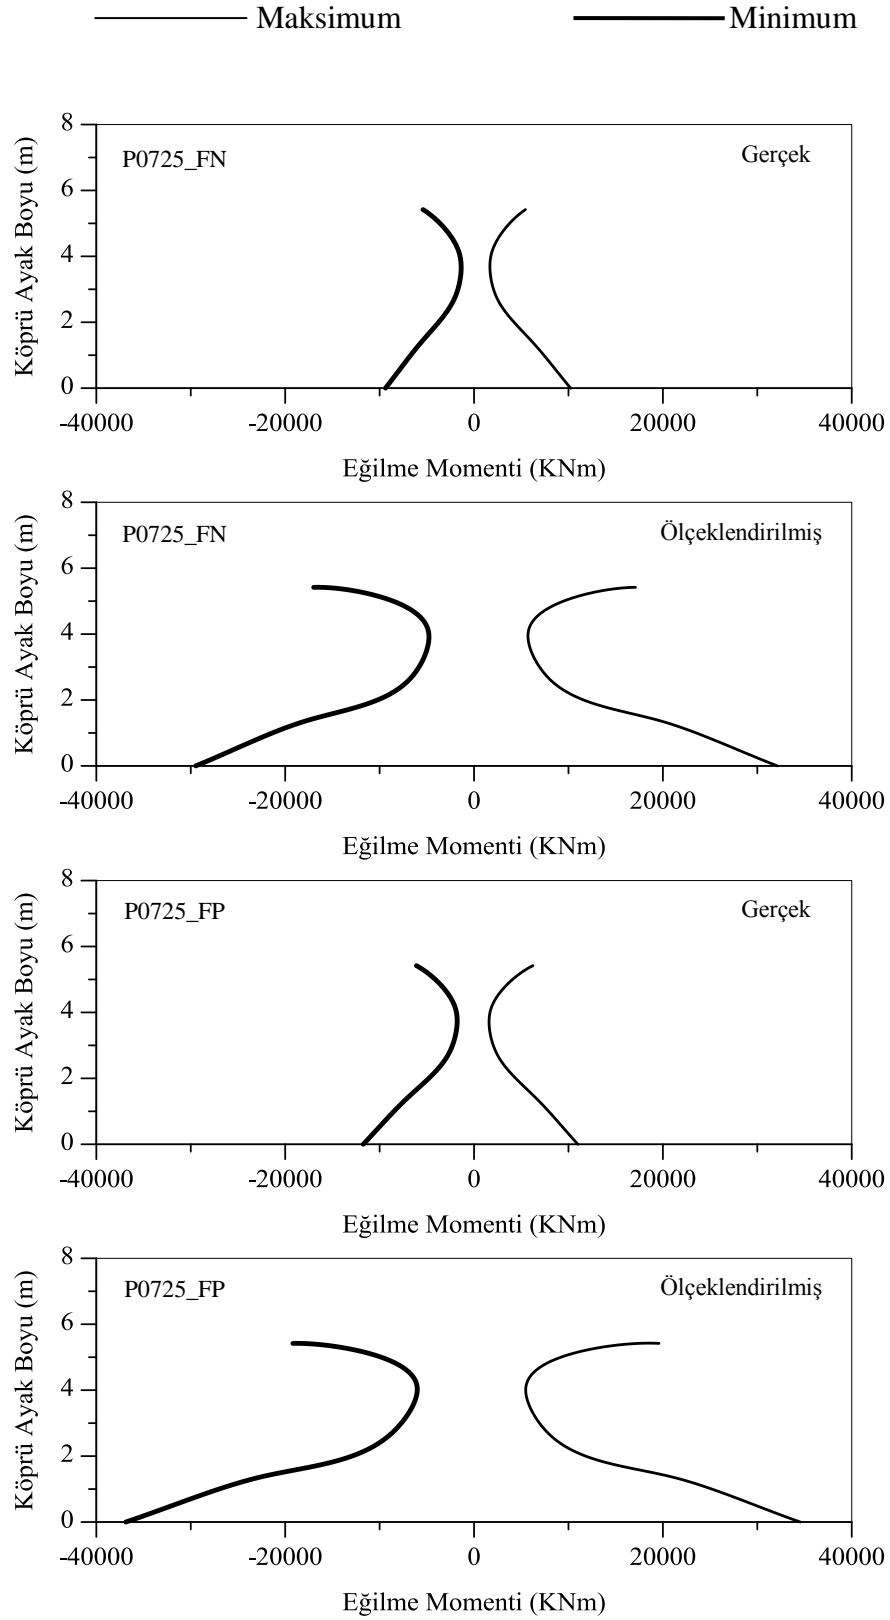 Maksimum Minimum
8
P0725_FN Gerçek
6
4
2
0
Köprü Ayak Boyu (m)
-40000 -20000 0 20000 40000
Eğilme Momenti (KNm)
8
P0725_FN Ölçeklendirilmiş
6
4
2
0
Köprü Ayak Boyu (m)
-40000 -20000 0 20000 40000
Eğilme Momenti (KNm)
8
P0725_FP Gerçek
6
4
2
0
Köprü Ayak Boyu (m)
-40000 -20000 0 20000 40000
Eğilme Momenti (KNm)
8
P0725_FP Ölçeklendirilmiş
6
4
2
0
Köprü Ayak Boyu (m)
-40000 -20000 0 20000 40000
Eğilme Momenti (KNm)